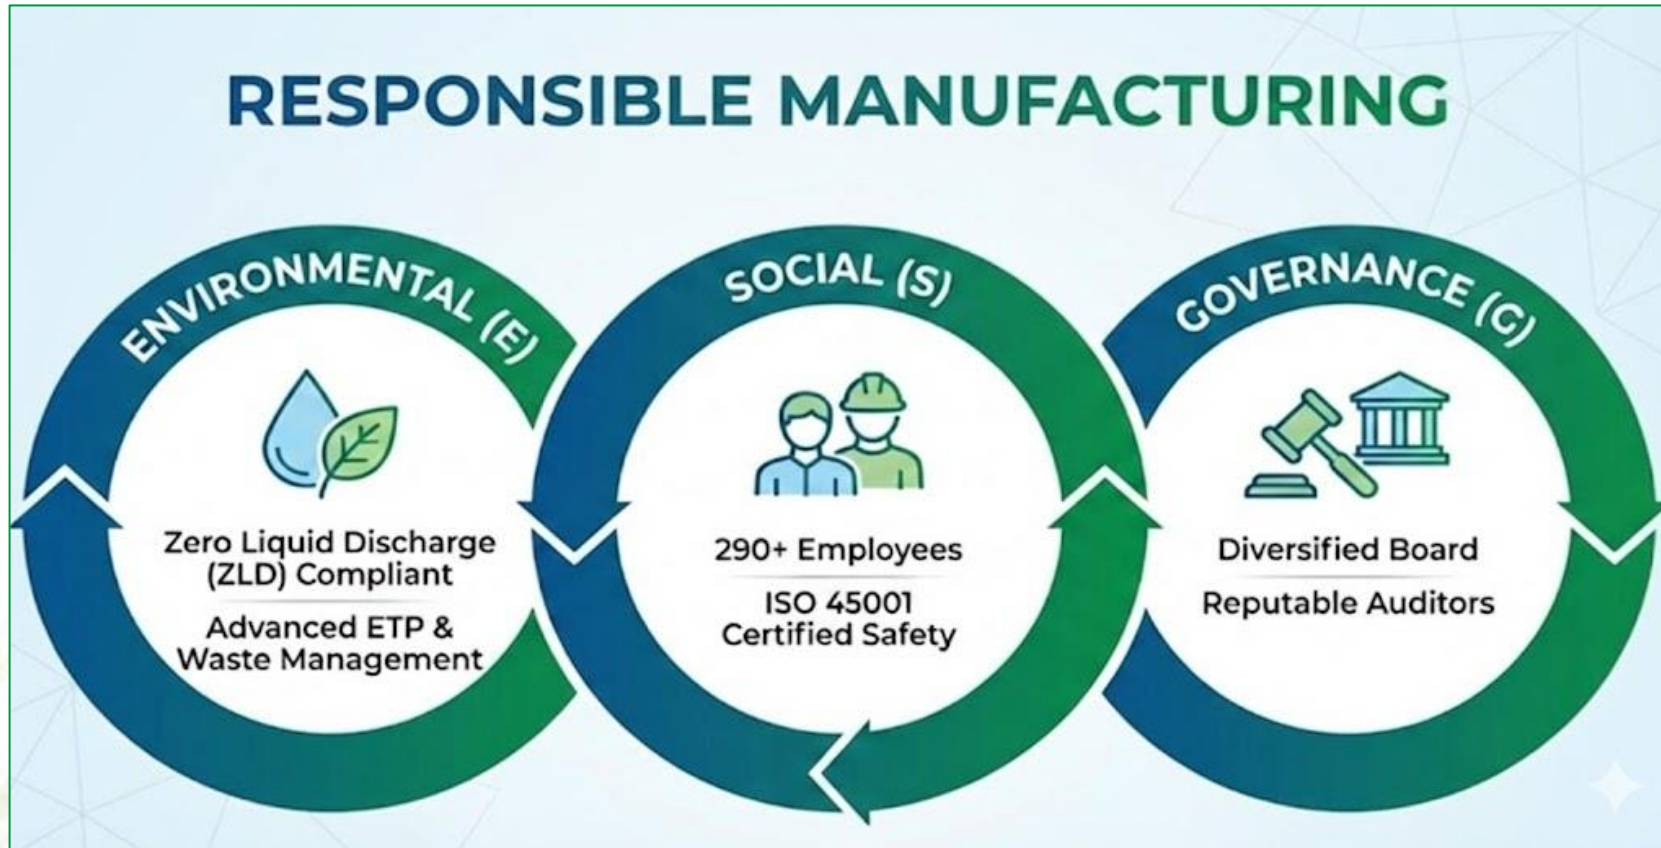 RESPONSIBLE MANUFACTURING
ENVIRONMENTAL (E)
Zero Liquid Discharge
(ZLD) Compliant
Advanced ETP &
Waste Management
SOCIAL (S)
290+ Employees
ISO 45001
Certified Safety
GOVERNANCE (G)
Diversified Board
Reputable Auditors